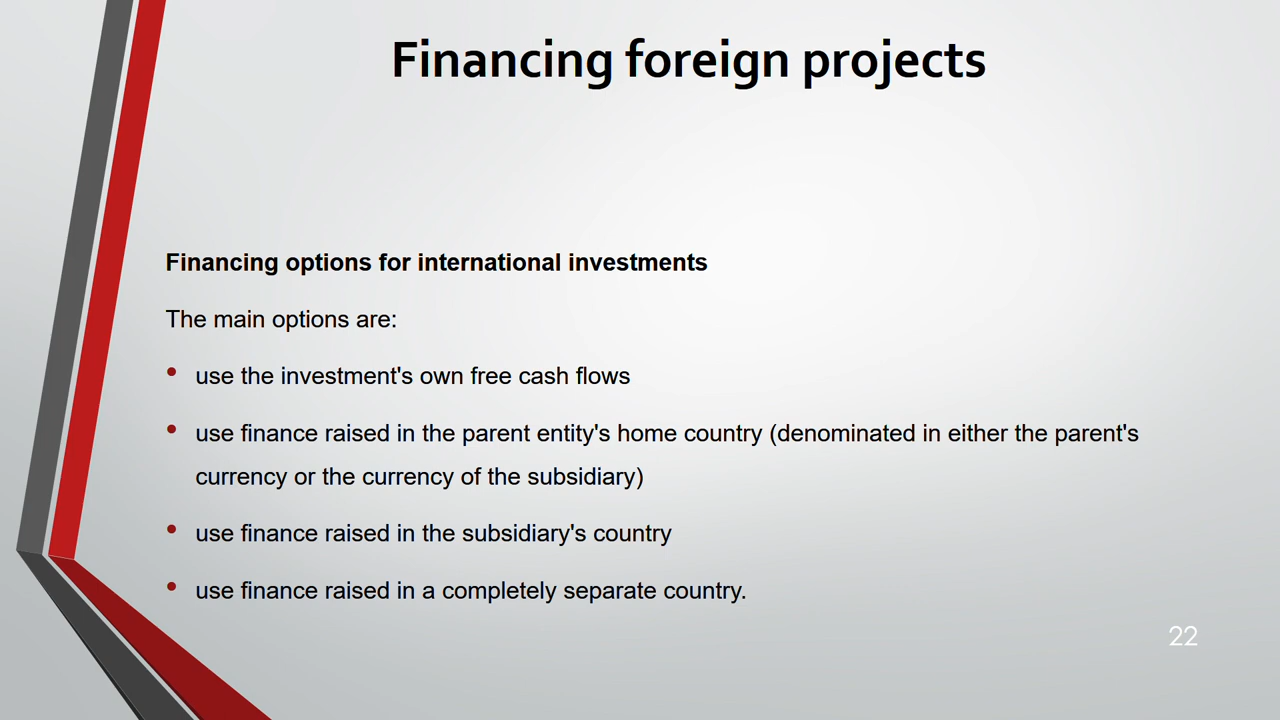 Financing foreign projects
Financing options for international investments
The main options are:
• use the investment's own free cash flows
• use finance raised in the parent entity's home country (denominated in either the parent's
currency or the currency of the subsidiary)
• use finance raised in the subsidiary's country
• use finance raised in a completely separate country.
22